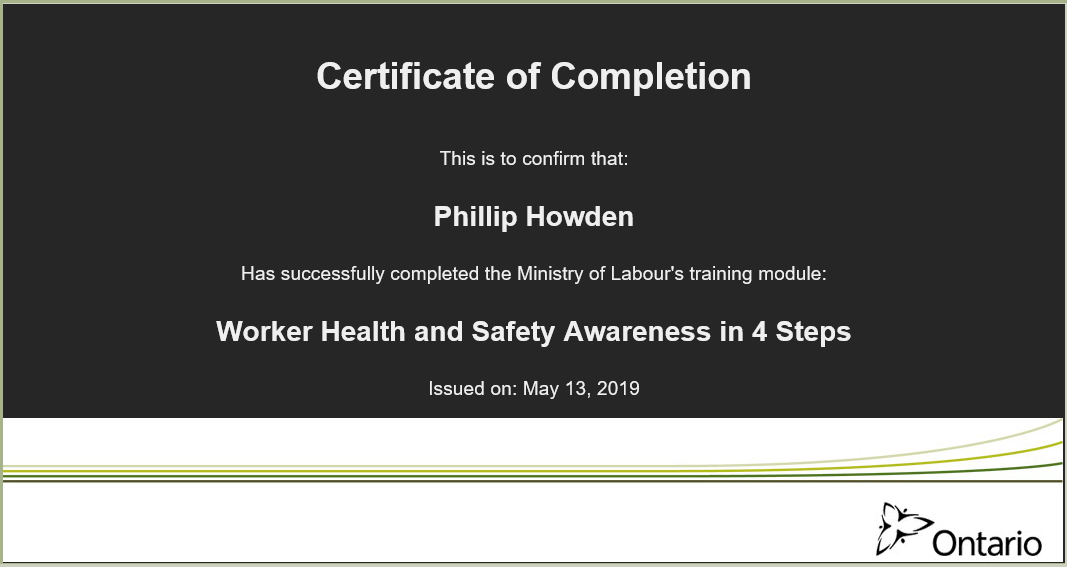 Certificate of Completion
This is to confirm that:
Phillip Howden
Has successfully completed the Ministry of Labour's training module:
Worker Health and Safety Awareness in 4 Steps
Issued on: May 13, 2019
Ontario